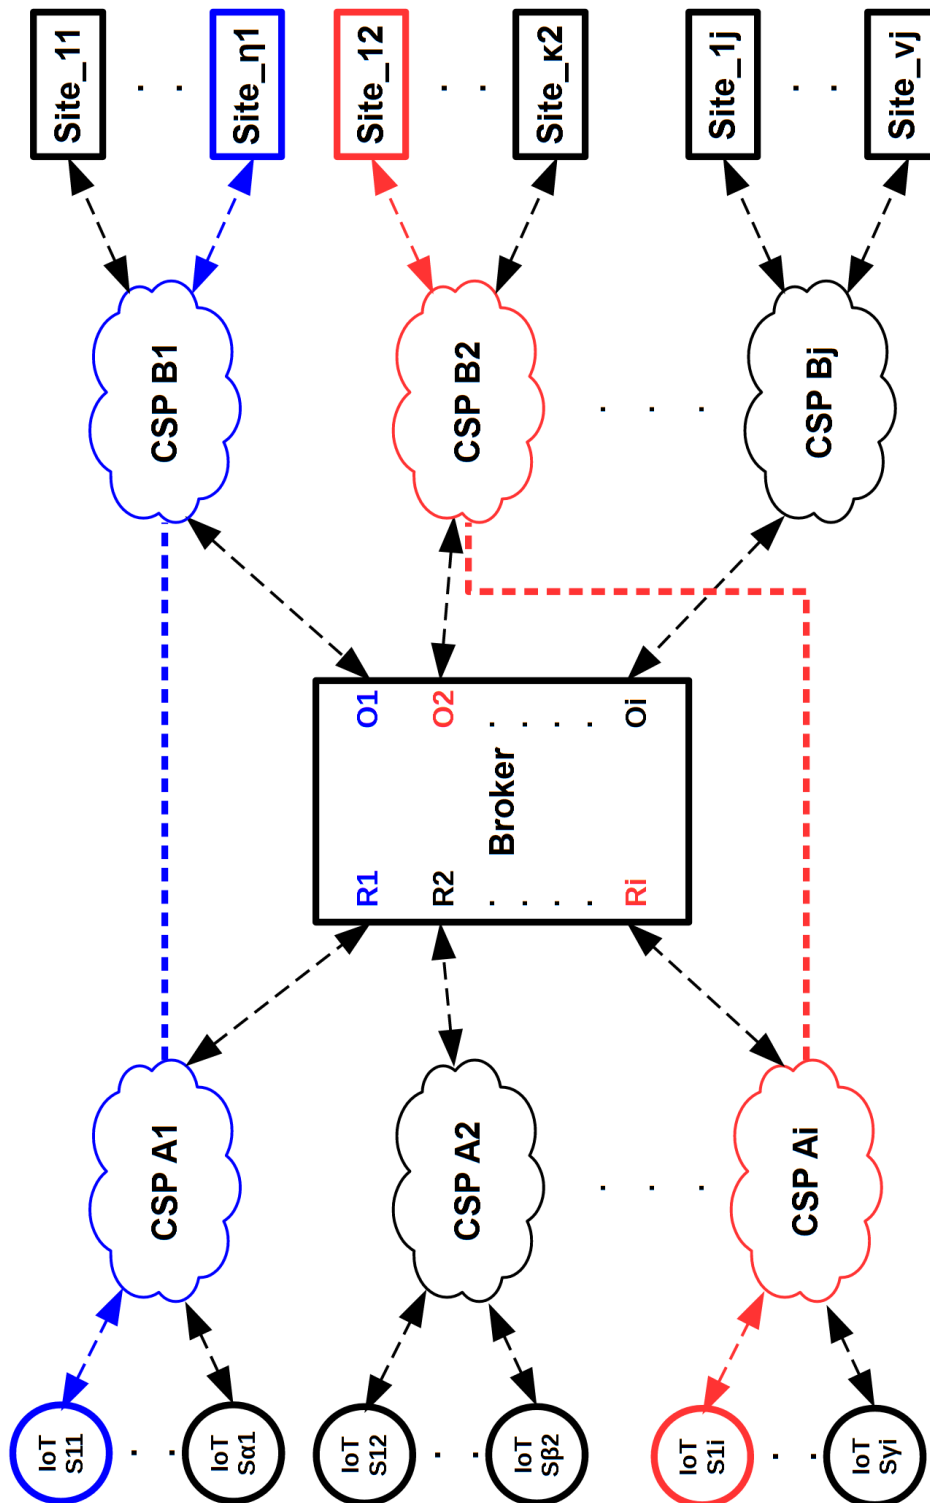 Site_11
Site_η1
Site_12
Site_κ2
Site_1j
Site_vj
CSP B1
CSP B2
CSP Bj
O1
O2
Oi
Broker
R1
R2
Ri
CSP A1
CSP A2
CSP Ai
IoT
S11
IoT
Sα1
IoT
S12
IoT
Sβ2
IoT
S1i
IoT
Sγi